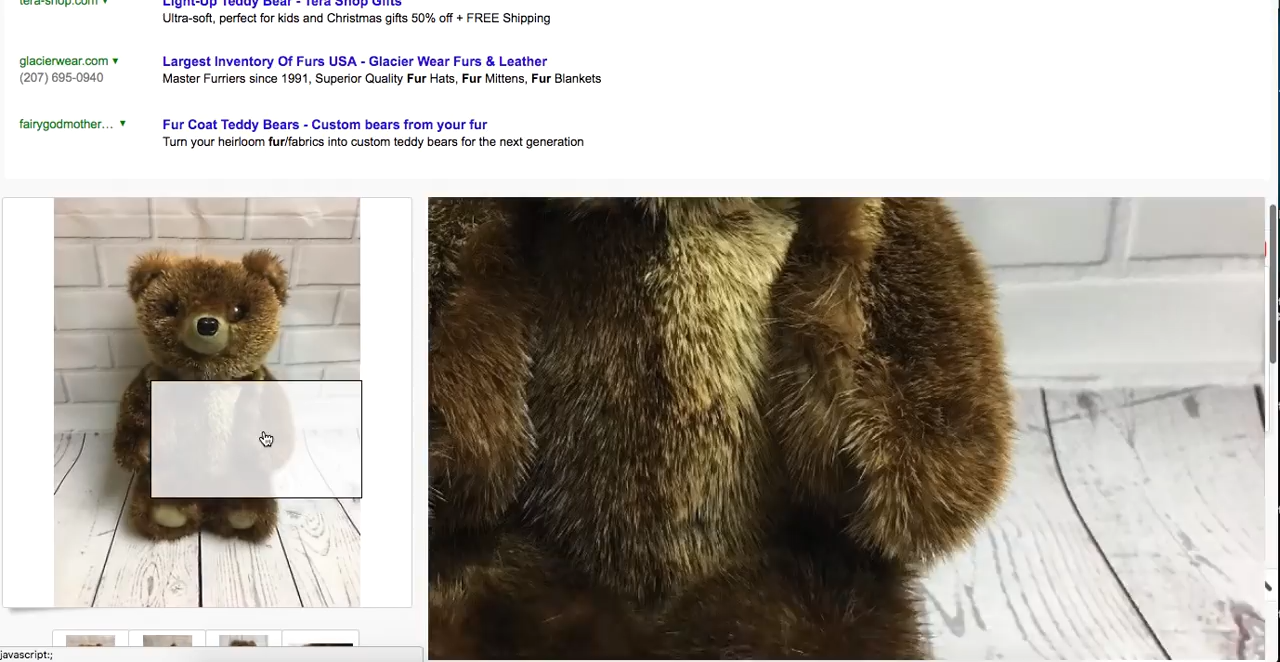 tera-shop.com ▼
Light-Up Teddy Bear - Tera Shop Gifts
Ultra-soft, perfect for kids and Christmas gifts 50% off + FREE Shipping
glacierwear.com ▼
(207) 695-0940
Largest Inventory Of Furs USA - Glacier Wear Furs & Leather
Master Furriers since 1991, Superior Quality Fur Hats, Fur Mittens, Fur Blankets
fairygodmother... ▼
Fur Coat Teddy Bears - Custom bears from your fur
Turn your heirloom fur/fabrics into custom teddy bears for the next generation
javascript:;